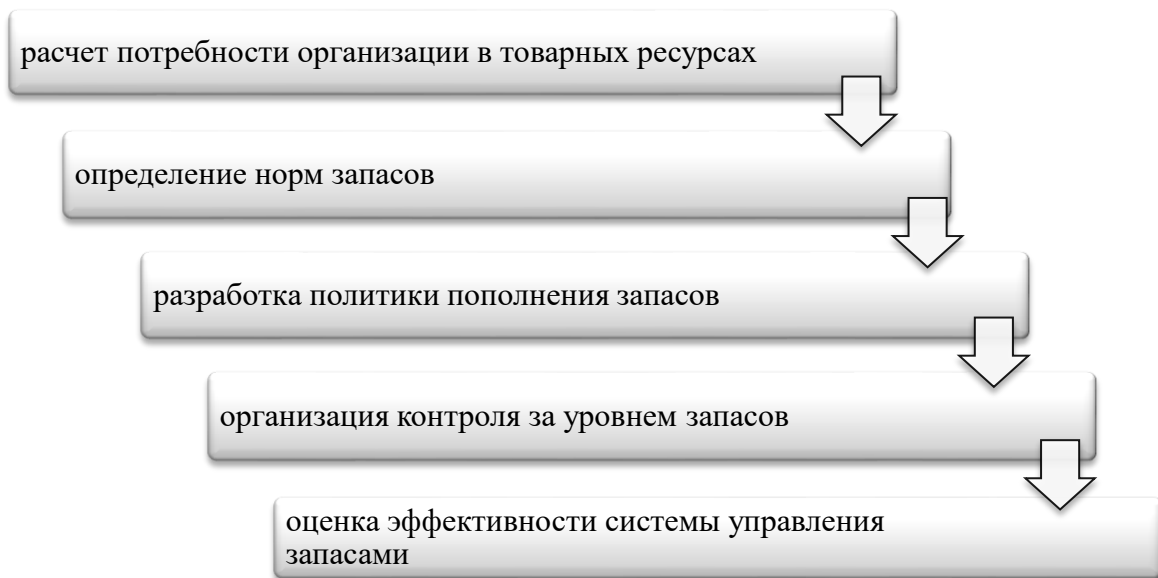 расчет потребности организации в товарных ресурсах
определение норм запасов
разработка политики пополнения запасов
организация контроля за уровнем запасов
оценка эффективности системы управления
запасами